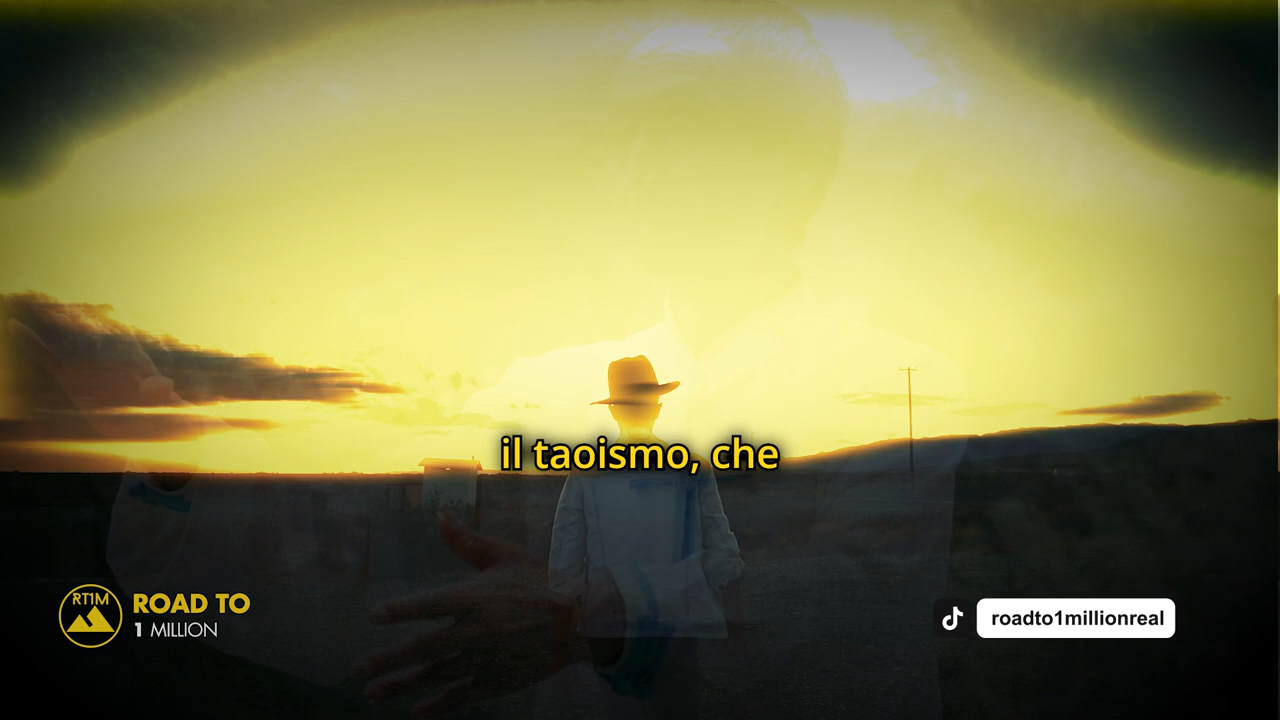 il taoismo, che
RT1M
ROAD TO
1 MILLION
roadto1millionreal